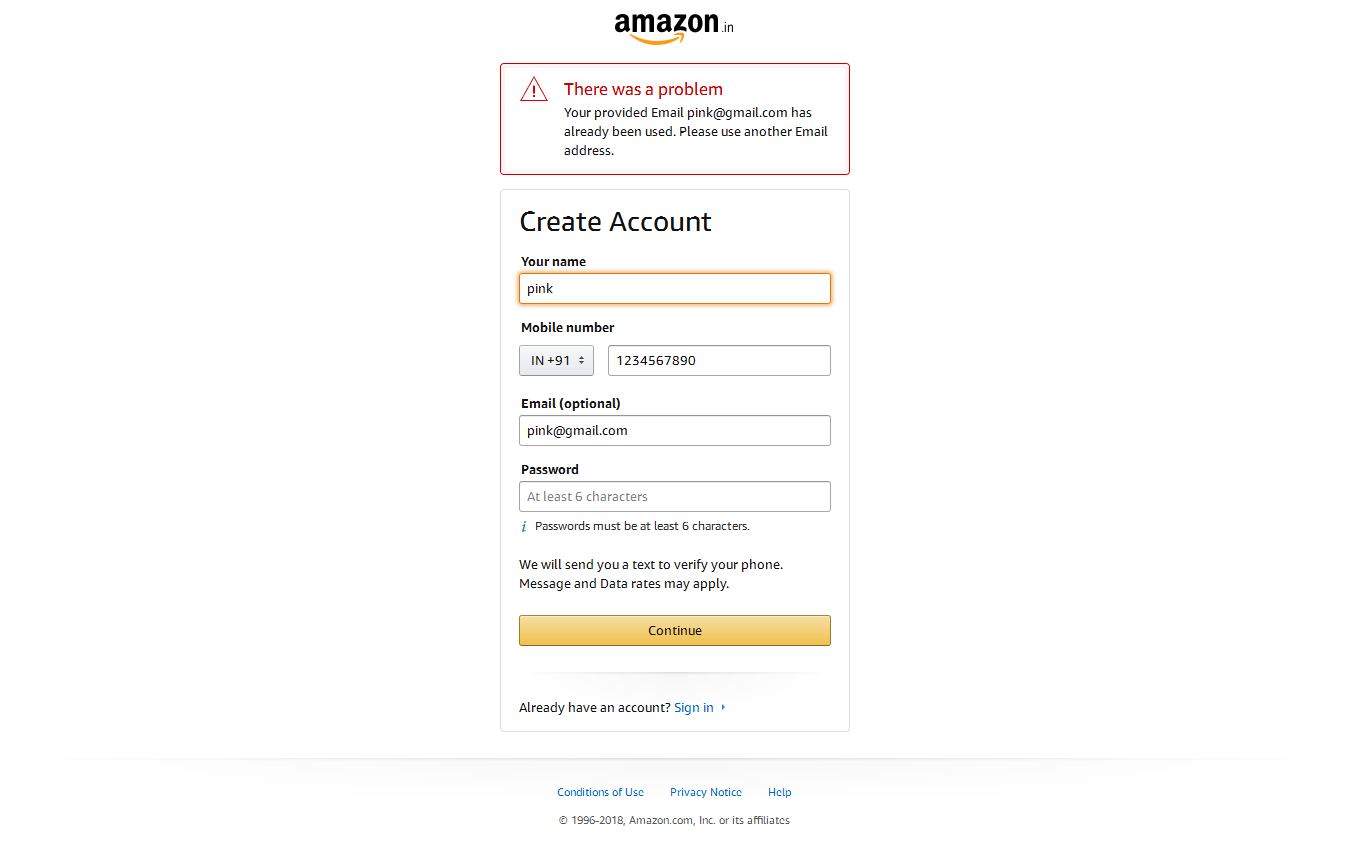 amazon.in
There was a problem
Your provided Email pink@gmail.com has
already been used. Please use another Email
address.
Create Account
Your name
pink
Mobile number
IN +91 1234567890
Email (optional)
pink@gmail.com
Password
At least 6 characters
i Passwords must be at least 6 characters.
We will send you a text to verify your phone.
Message and Data rates may apply.
Continue
Already have an account? Sign in
Conditions of Use Privacy Notice Help
© 1996-2018, Amazon.com, Inc. or its affiliates